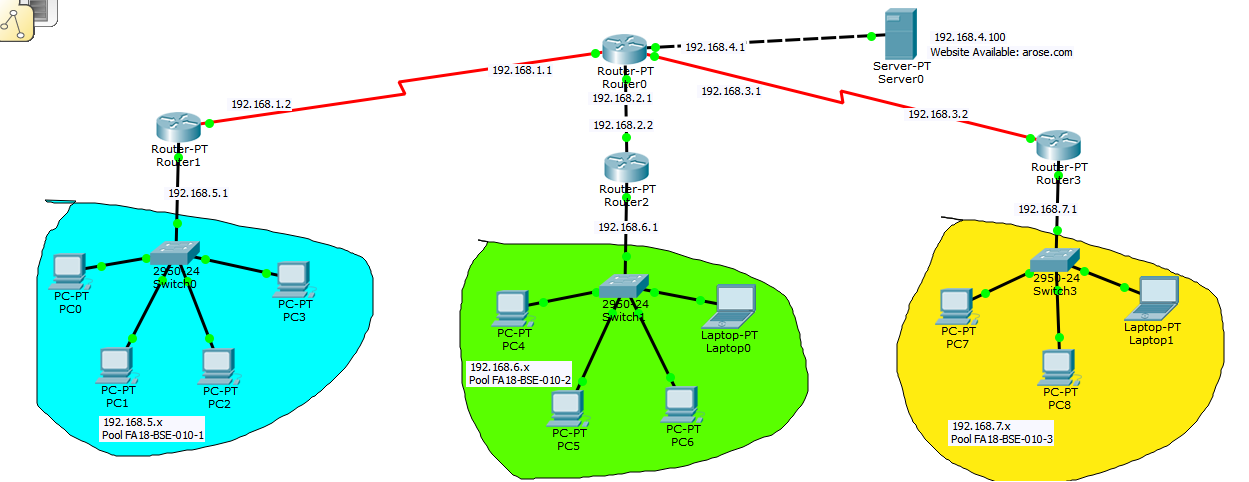 192.168.4.100
Website Available: arose.com
Server-PT
Server0
192.168.4.1
Router-PT
Router0
192.168.1.1
192.168.2.1
192.168.3.1
192.168.1.2
192.168.2.2
192.168.3.2
Router-PT
Router1
Router-PT
Router2
Router-PT
Router3
192.168.5.1
192.168.6.1
192.168.7.1
2950-24
Switch0
PC-PT
PC0
PC-PT
PC3
PC-PT
PC1
PC-PT
PC2
192.168.5.x
Pool FA18-BSE-010-1
2950-24
Switch1
PC-PT
PC4
Laptop-PT
Laptop0
192.168.6.x
Pool FA18-BSE-010-2
PC-PT
PC5
PC-PT
PC6
2950-24
Switch3
PC-PT
PC7
Laptop-PT
Laptop1
PC-PT
PC8
192.168.7.x
Pool FA18-BSE-010-3